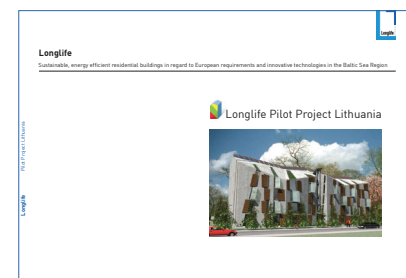 Longlife
Longlife
Sustainable, energy efficient residential buildings in regard to European requirements and innovative technologies in the Baltic Sea Region
Longlife Pilot Project Lithuania
Longlife Pilot Project Lithuania